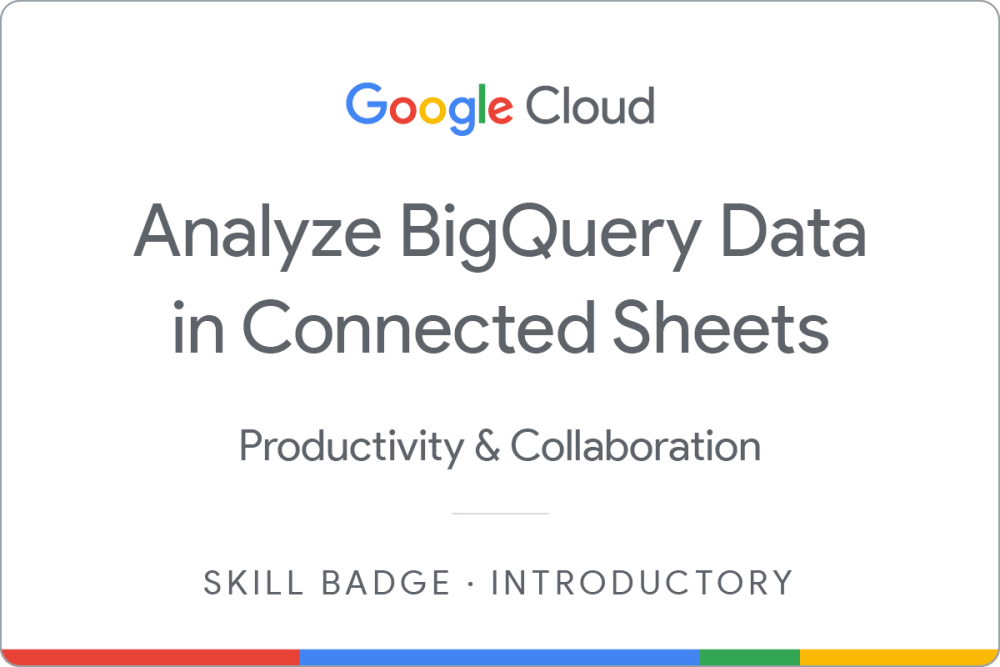 Google Cloud
Analyze BigQuery Data
in Connected Sheets
Productivity & Collaboration
SKILL BADGE · INTRODUCTORY